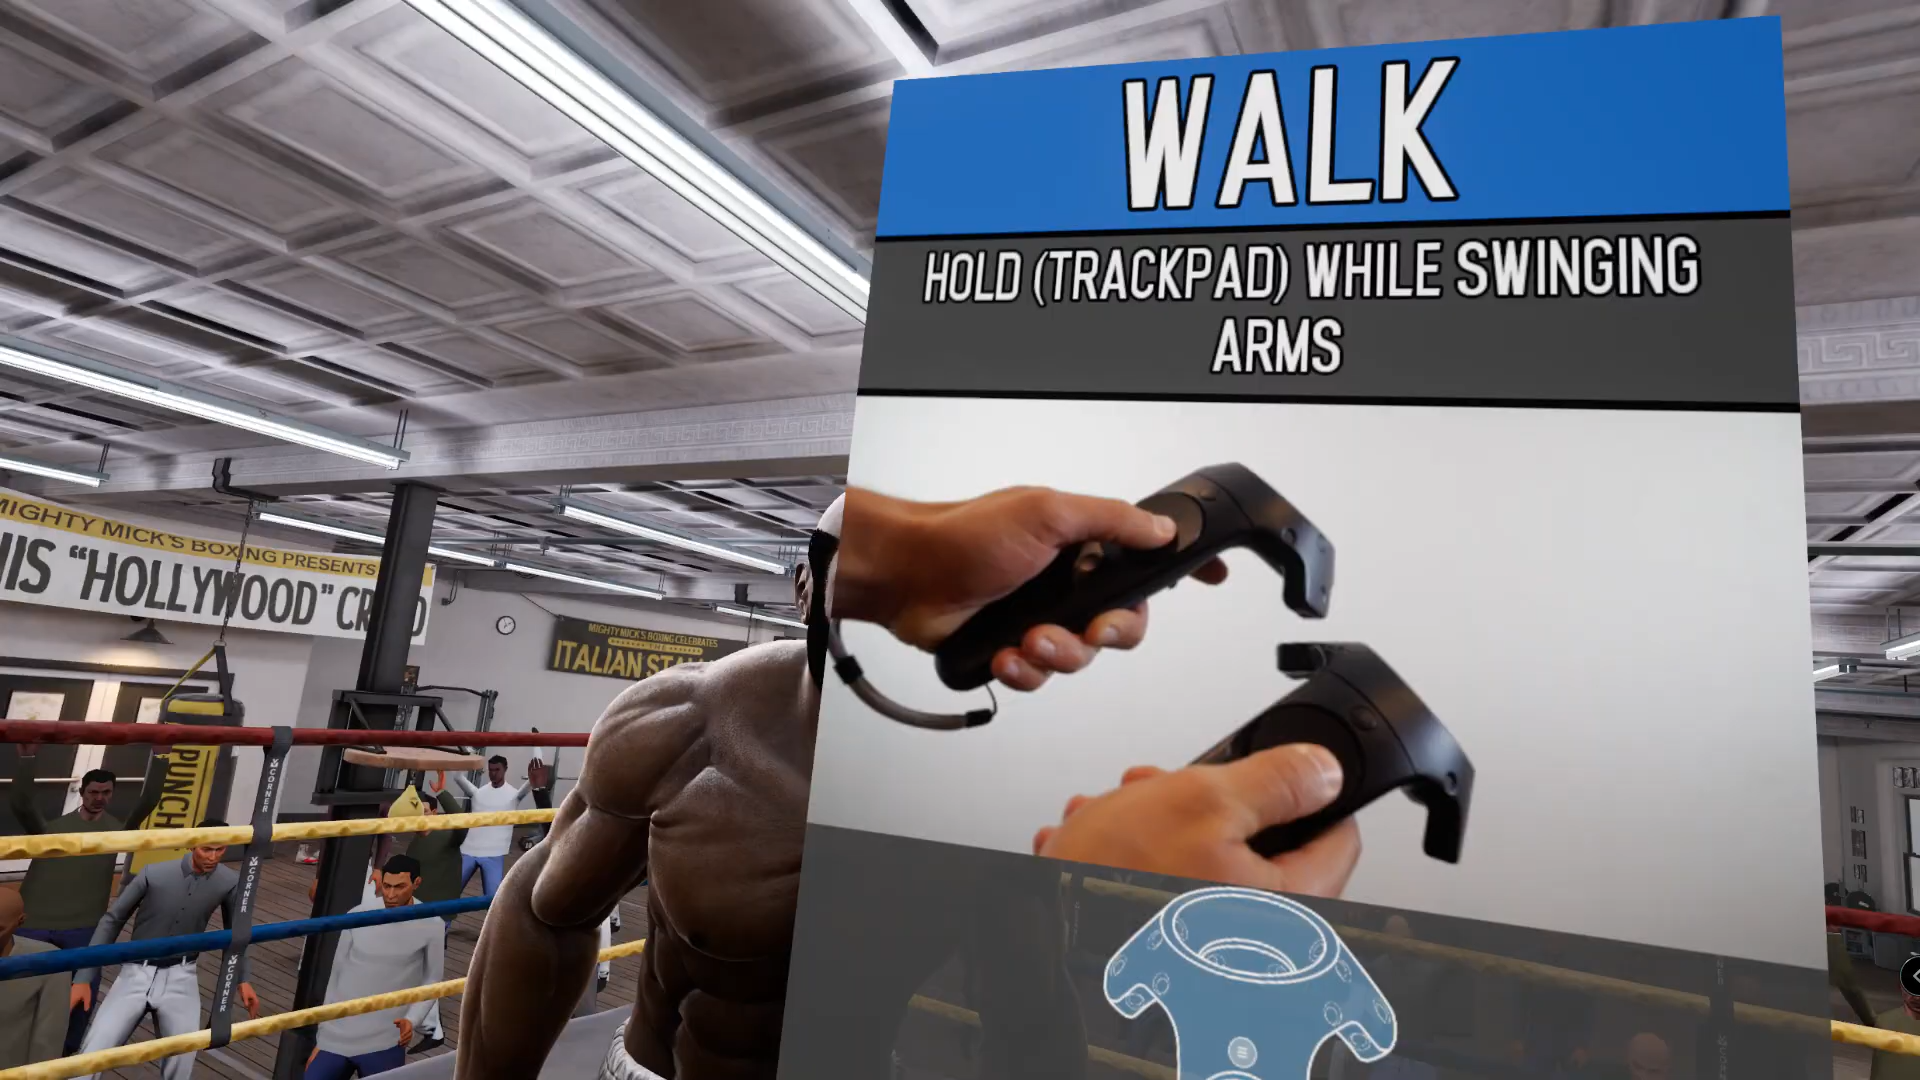 WALK
HOLD (TRACKPAD) WHILE SWINGING
ARMS
MIGHTY MICK'S BOXING PRESENTS
"HOLLYWOOD"
MIGHTY MICK'S BOXING CELEBRATES
THE
ITALIAN
PUNCH
CORNER
CORNER
CORNER